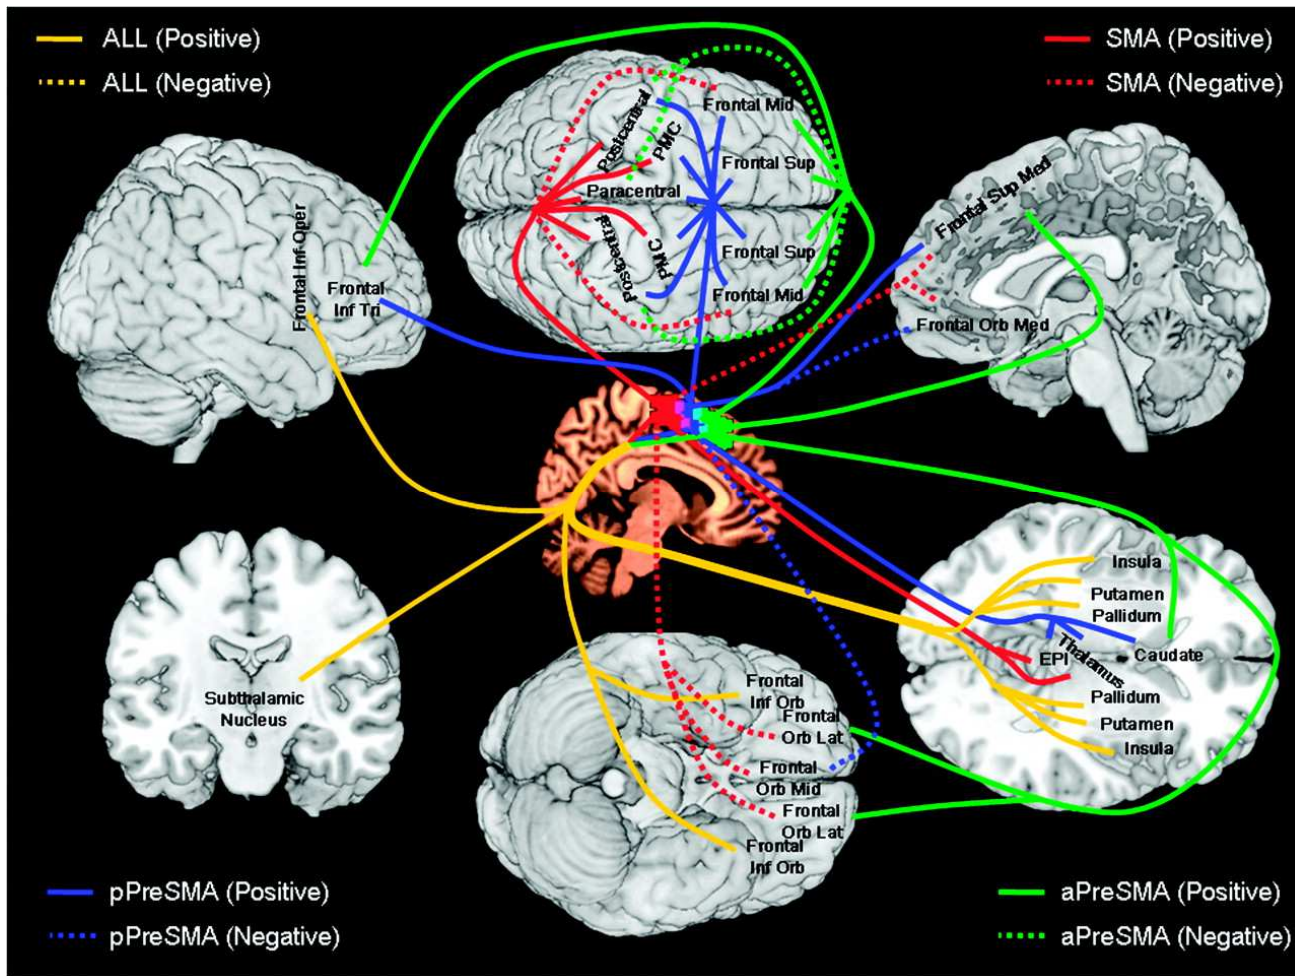 ALL (Positive)
ALL (Negative)
SMA (Positive)
SMA (Negative)
Postcentral
PMC
Frontal Mid
Frontal Sup
Paracentral
Postcentral
PMC
Frontal Sup
Frontal Mid
Frontal Inf Oper
Frontal
Inf Tri
Frontal Sup Med
Frontal Orb Med
Subthalamic
Nucleus
Frontal
Inf Orb
Frontal
Orb Lat
Frontal
Orb Mid
Frontal
Orb Lat
Frontal
Inf Orb
Insula
Putamen
Pallidum
Thalamus
EPI
Caudate
Pallidum
Putamen
Insula
pPreSMA (Positive)
pPreSMA (Negative)
aPreSMA (Positive)
aPreSMA (Negative)